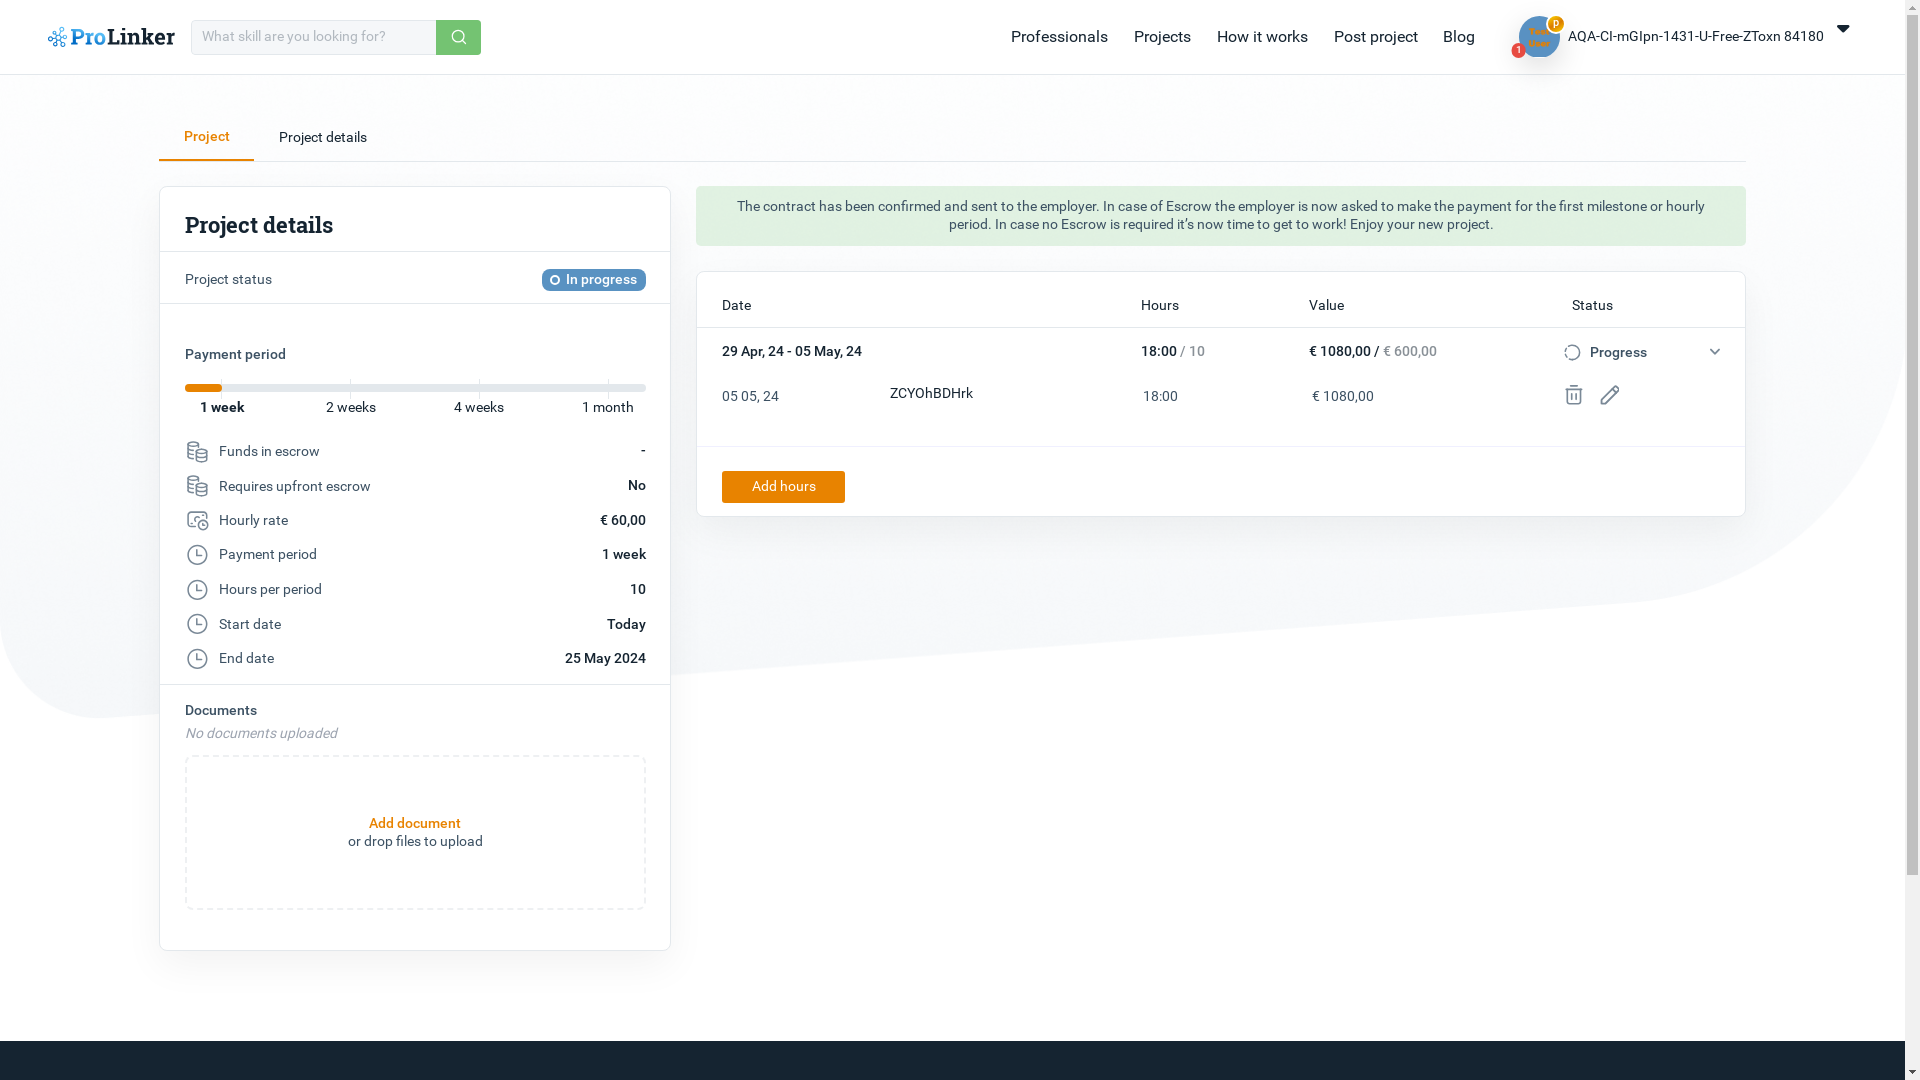 ProLinker
What skill are you looking for?
Professionals
Projects
How it works
Post project
Blog
Test
User
P
1
AQA-CI-mGIpn-1431-U-Free-ZToxn 84180
Project
Project details
Project details
Project status
In progress
Payment period
1 week
2 weeks
4 weeks
1 month
Funds in escrow -
Requires upfront escrow No
Hourly rate € 60,00
Payment period 1 week
Hours per period 10
Start date Today
End date 25 May 2024
Documents
No documents uploaded
Add document
or drop files to upload
The contract has been confirmed and sent to the employer. In case of Escrow the employer is now asked to make the payment for the first milestone or hourly
period. In case no Escrow is required it’s now time to get to work! Enjoy your new project.
Date Hours Value Status
29 Apr, 24 - 05 May, 24 18:00 / 10 € 1080,00 / € 600,00 Progress
05 05, 24 ZCYOhBDHrk 18:00 € 1080,00
Add hours